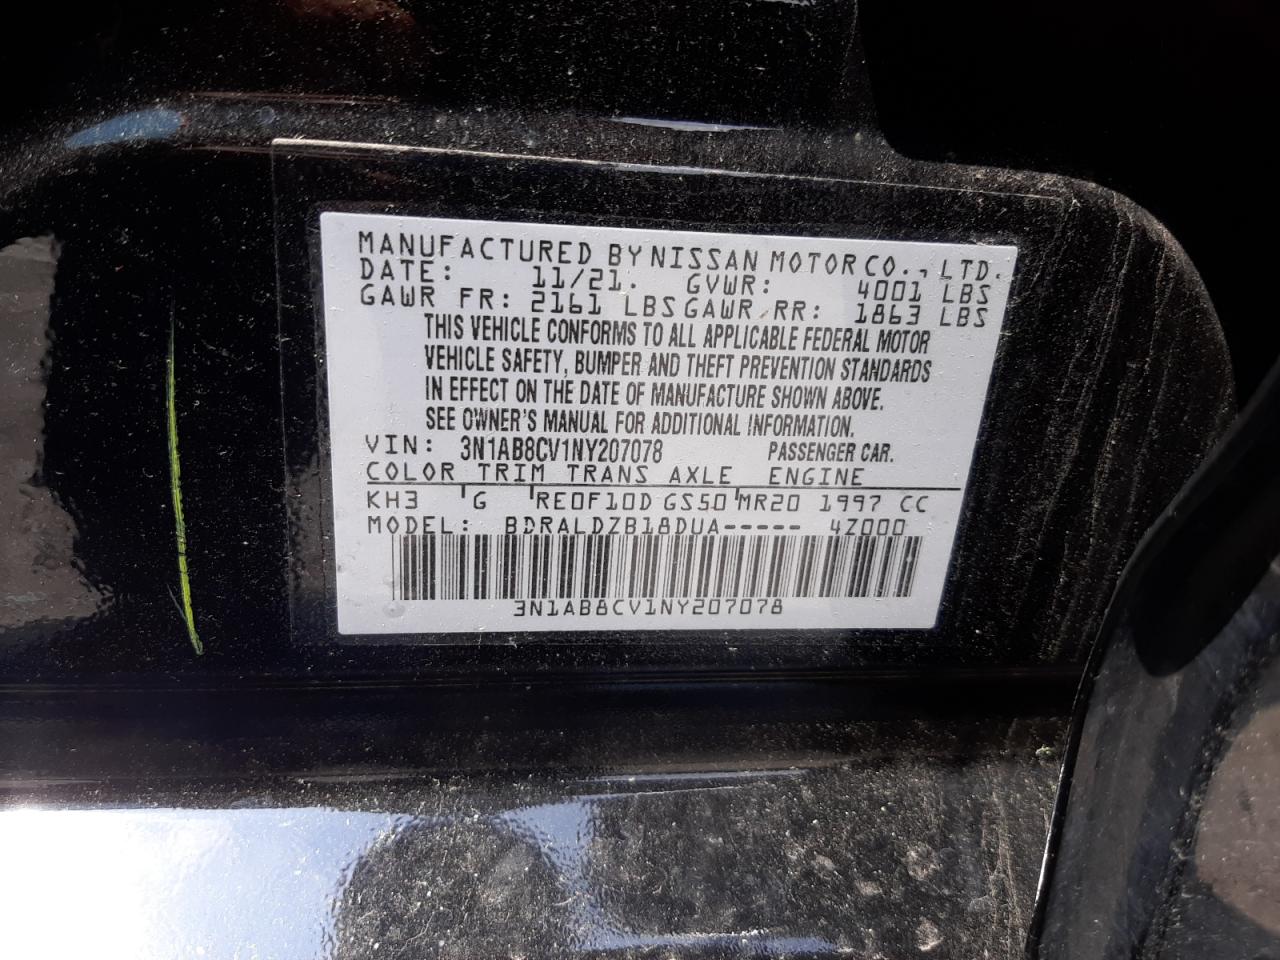 MANUFACTURED BY NISSAN MOTOR CO., LTD.
DATE: 11/21. GVWR: 4001 LBS
GAWR FR: 2161 LBS GAWR RR: 1863 LBS
THIS VEHICLE CONFORMS TO ALL APPLICABLE FEDERAL MOTOR
VEHICLE SAFETY, BUMPER AND THEFT PREVENTION STANDARDS
IN EFFECT ON THE DATE OF MANUFACTURE SHOWN ABOVE.
SEE OWNER'S MANUAL FOR ADDITIONAL INFORMATION.
VIN: 3N1AB8CV1NY207078 PASSENGER CAR.
COLOR TRIM TRANS AXLE ENGINE
KH3 G RE0F10D GS50 MR20 1997 CC
MODEL: BDRALDZB18DUA----- 4Z000
3N1AB8CV1NY207078